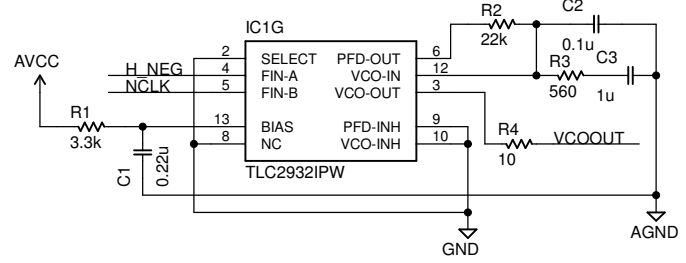 C2
R2
IC1G
AVCC
2
SELECT
PFD-OUT
6
22k
0.1u
C3
H_NEG
4
FIN-A
VCO-IN
12
R3
NCLK
5
FIN-B
VCO-OUT
3
560
1u
R1
13
BIAS
PFD-INH
9
R4
VCOOUT
3.3k
8
NC
VCO-INH
10
10
C1
0.22u
TLC2932IPW
GND
AGND